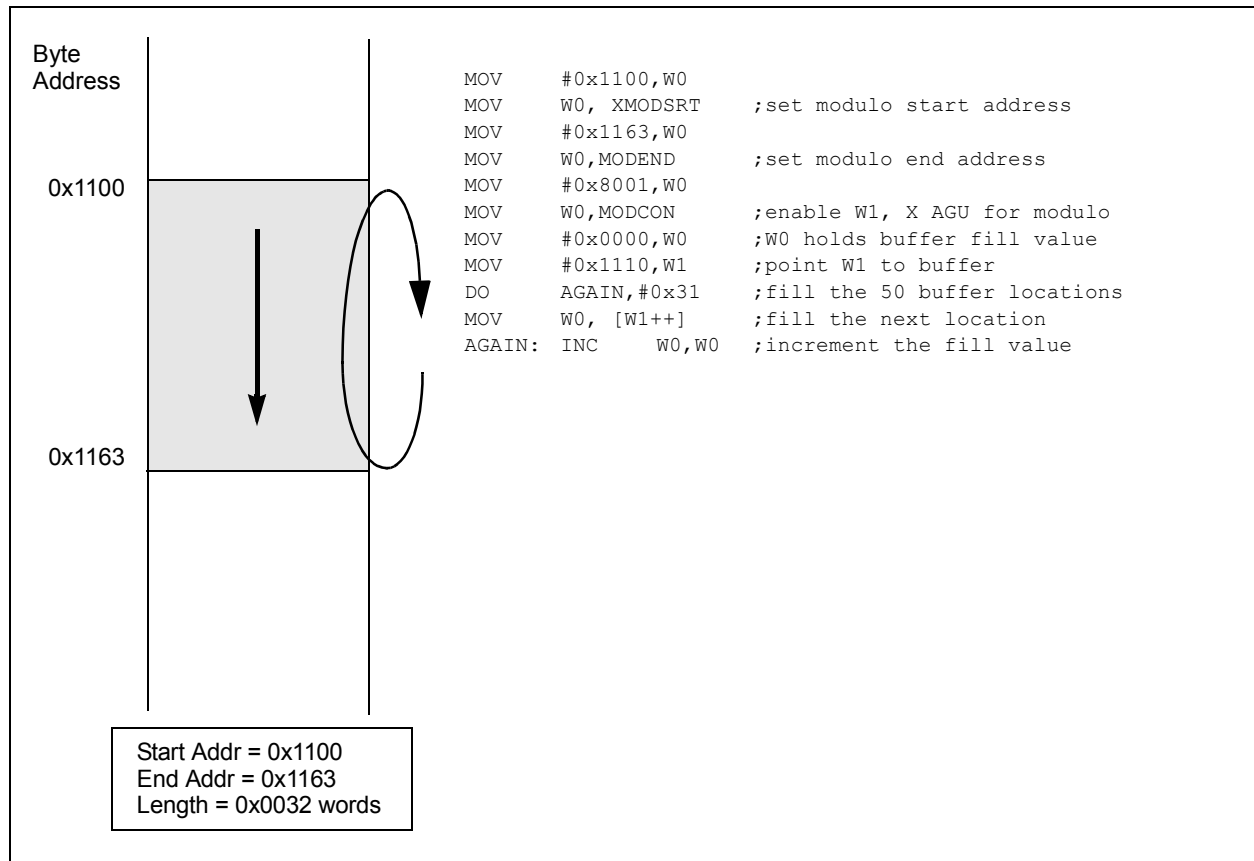 Byte
Address
MOV #0x1100,W0
MOV W0, XMODSRT ;set modulo start address
MOV #0x1163,W0
MOV W0,MODEND ;set modulo end address
MOV #0x8001,W0
MOV W0,MODCON ;enable W1, X AGU for modulo
MOV #0x0000,W0 ;W0 holds buffer fill value
MOV #0x1110,W1 ;point W1 to buffer
DO AGAIN,#0x31 ;fill the 50 buffer locations
MOV W0, [W1++] ;fill the next location
AGAIN: INC W0,W0 ;increment the fill value
0x1100
0x1163
Start Addr = 0x1100
End Addr = 0x1163
Length = 0x0032 words